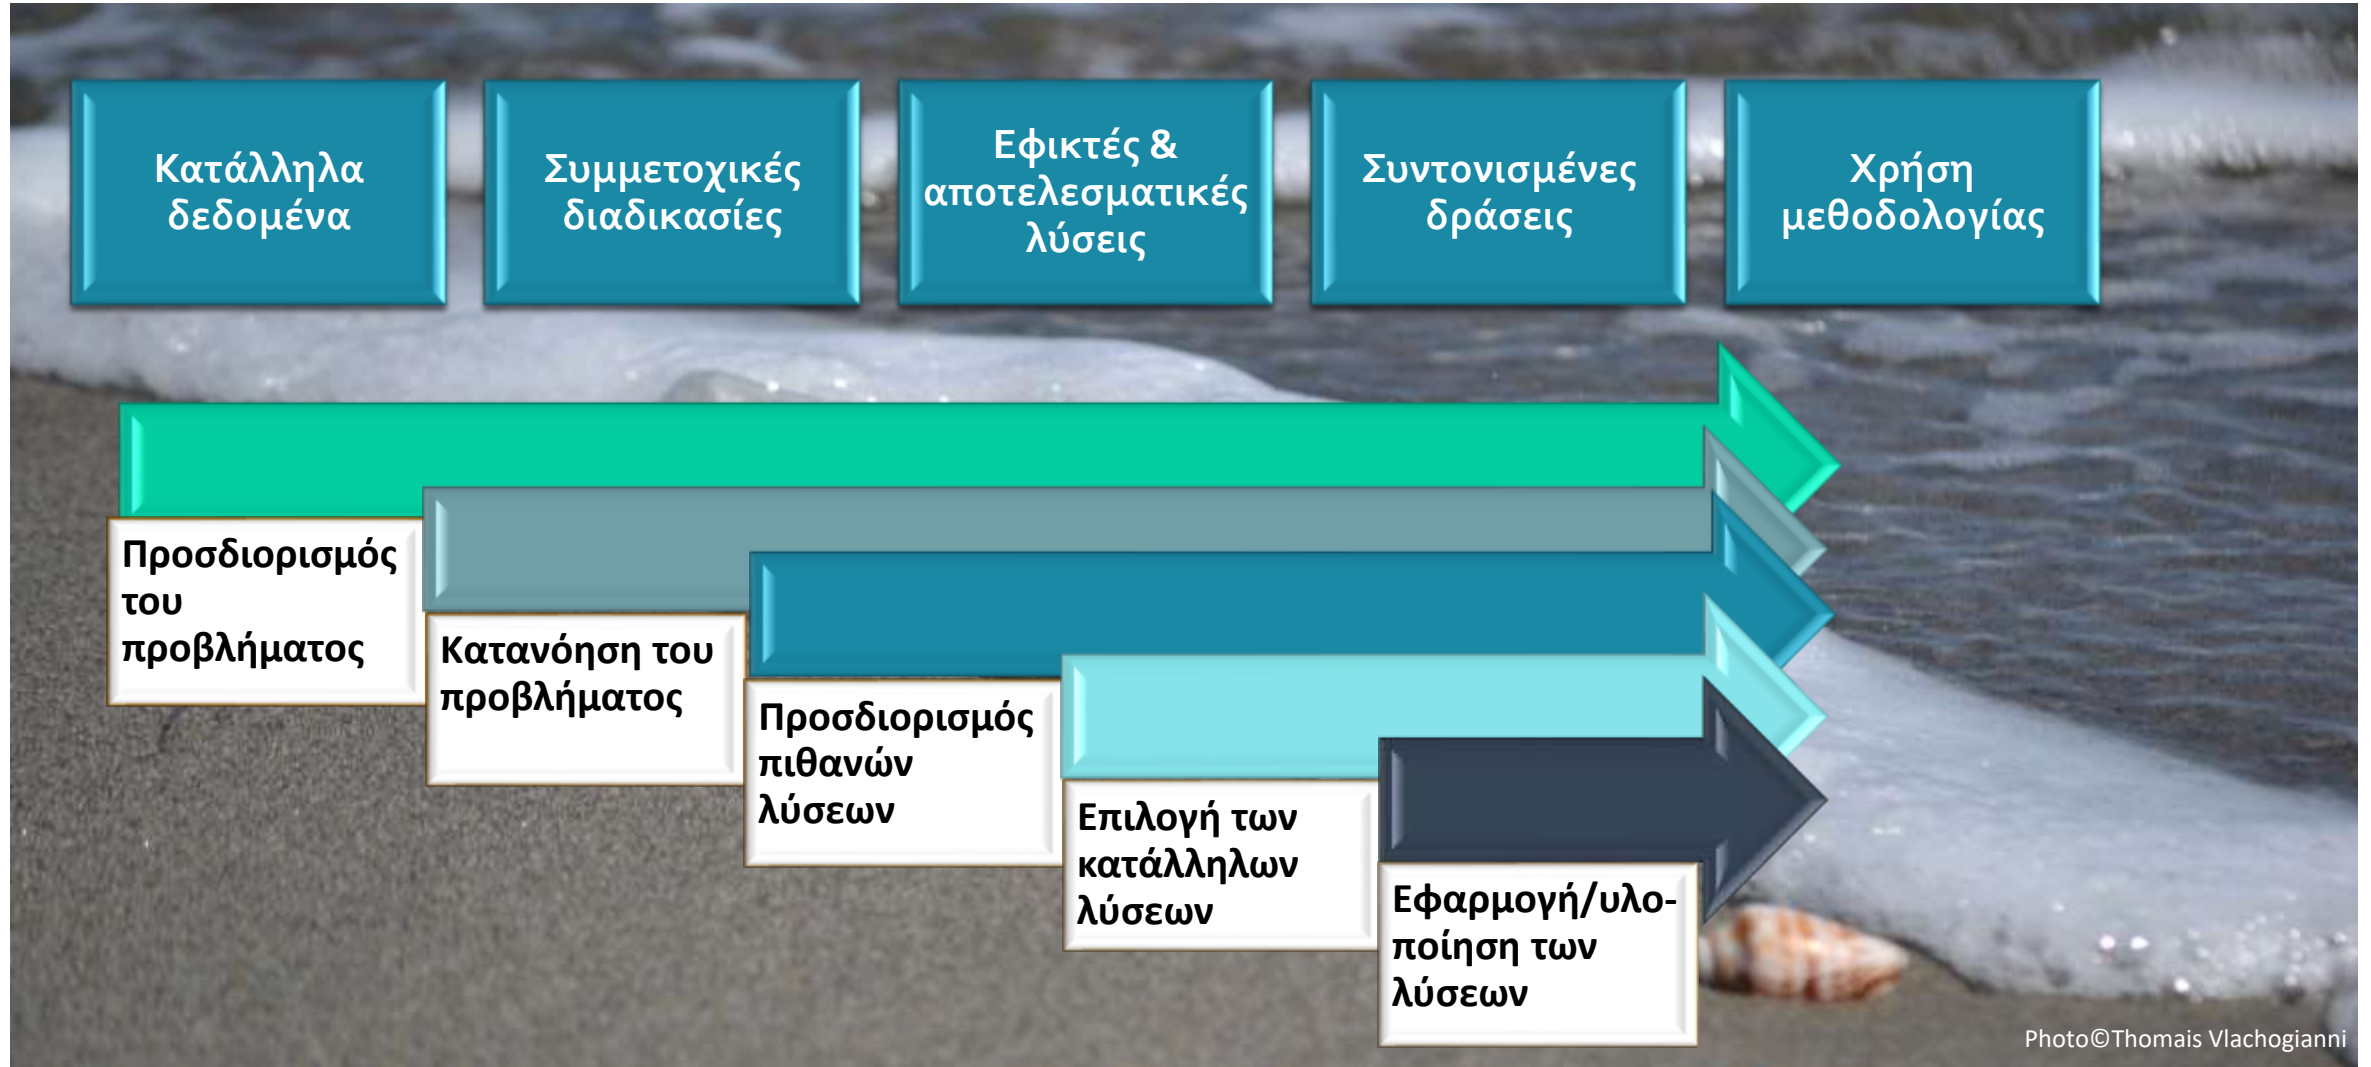 Κατάλληλα
δεδομένα
Συμμετοχικές
διαδικασίες
Εφικτές &
αποτελεσματικές
λύσεις
Συντονισμένες
δράσεις
Χρήση
μεθοδολογίας
Προσδιορισμός
του
προβλήματος
Κατανόηση του
προβλήματος
Προσδιορισμός
πιθανών
λύσεων
Επιλογή των
κατάλληλων
λύσεων
Εφαρμογή/υλο-
ποίηση των
λύσεων
Photo©Thomais Vlachogianni